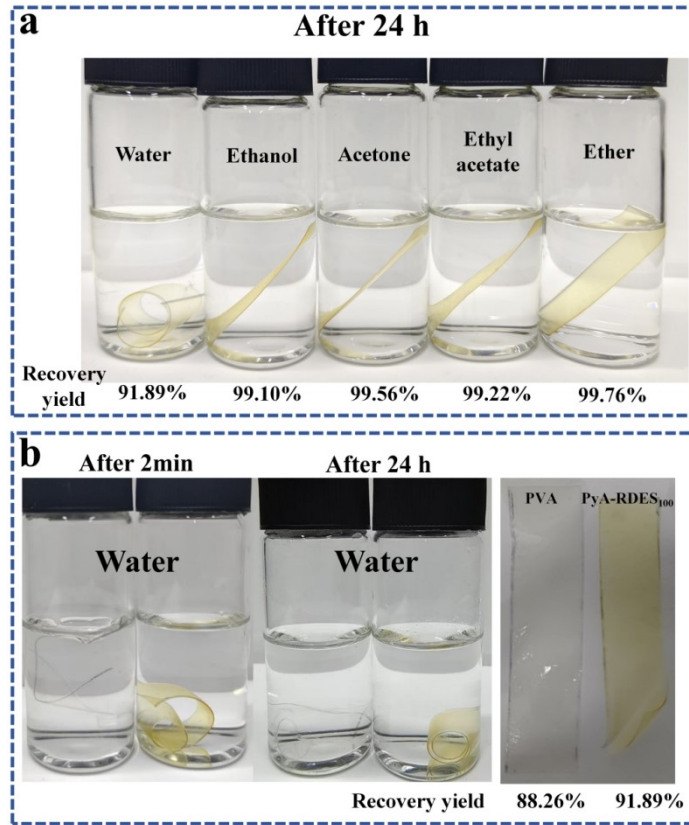 a
After 24 h
Water Ethanol Acetone Ethyl acetate Ether
Recovery yield 91.89% 99.10% 99.56% 99.22% 99.76%
b
After 2min After 24 h
Water Water PVA PyA-RDES₁₀₀
Recovery yield 88.26% 91.89%